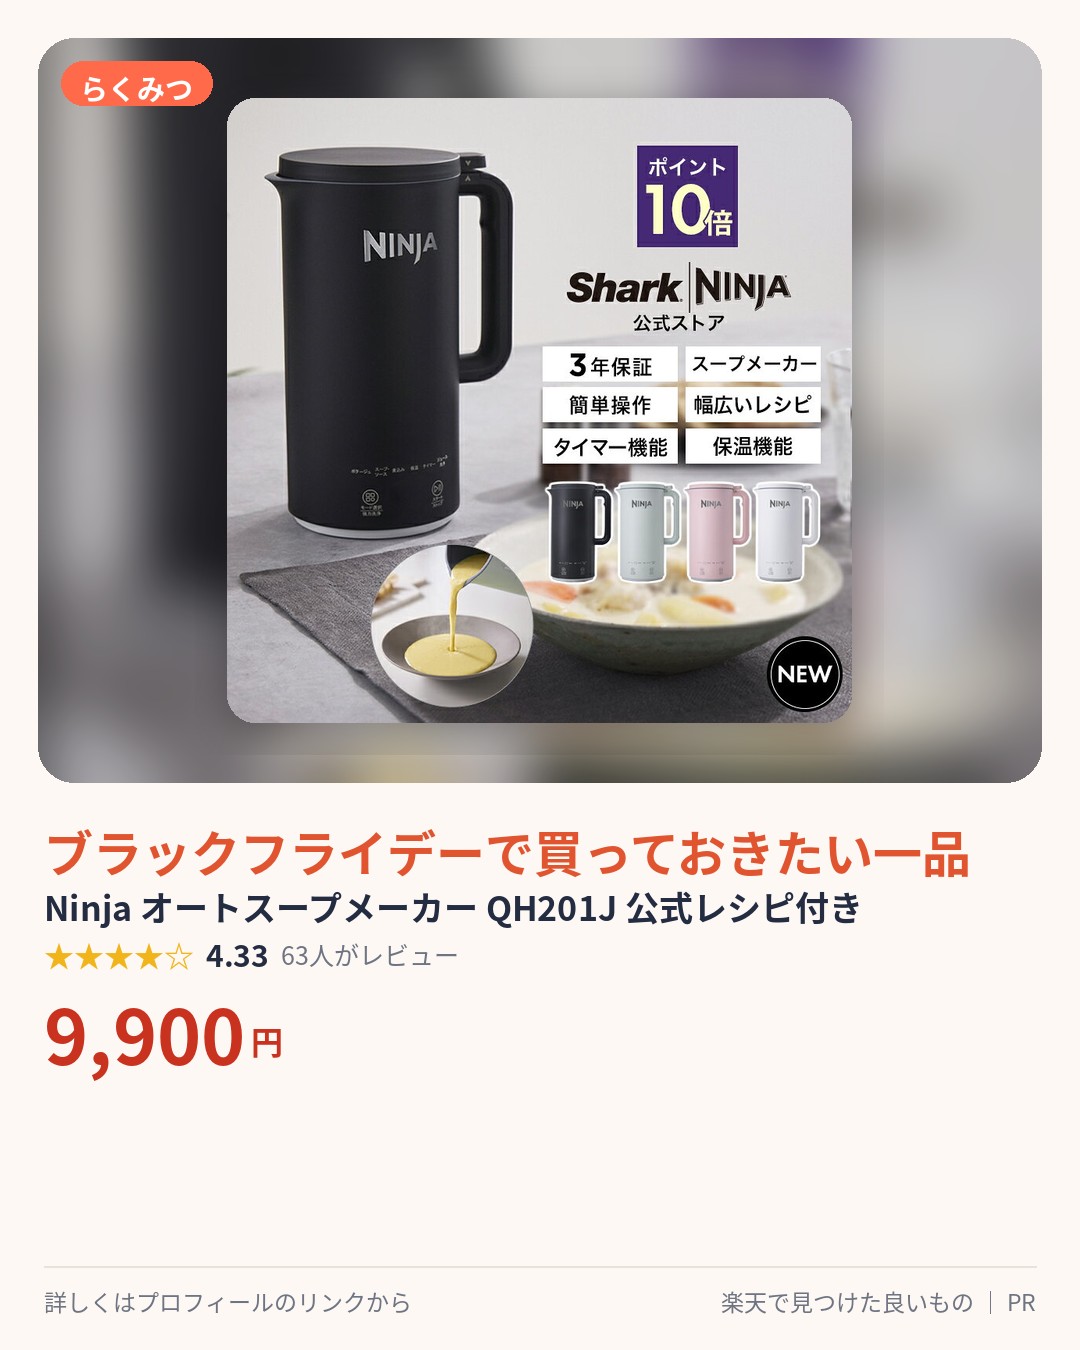 らくみつ
NINJA
ポイント
10倍
Shark | NINJA
公式ストア
3年保証
スープメーカー
簡単操作
幅広いレシピ
タイマー機能
保温機能
NINJA
NINJA
NINJA
NINJA
NEW
ブラックフライデーで買っておきたい一品
Ninja オートスープメーカー QH201J 公式レシピ付き
★★★★☆ 4.33 63人がレビュー
9,900円
詳しくはプロフィールのリンクから
楽天で見つけた良いもの | PR